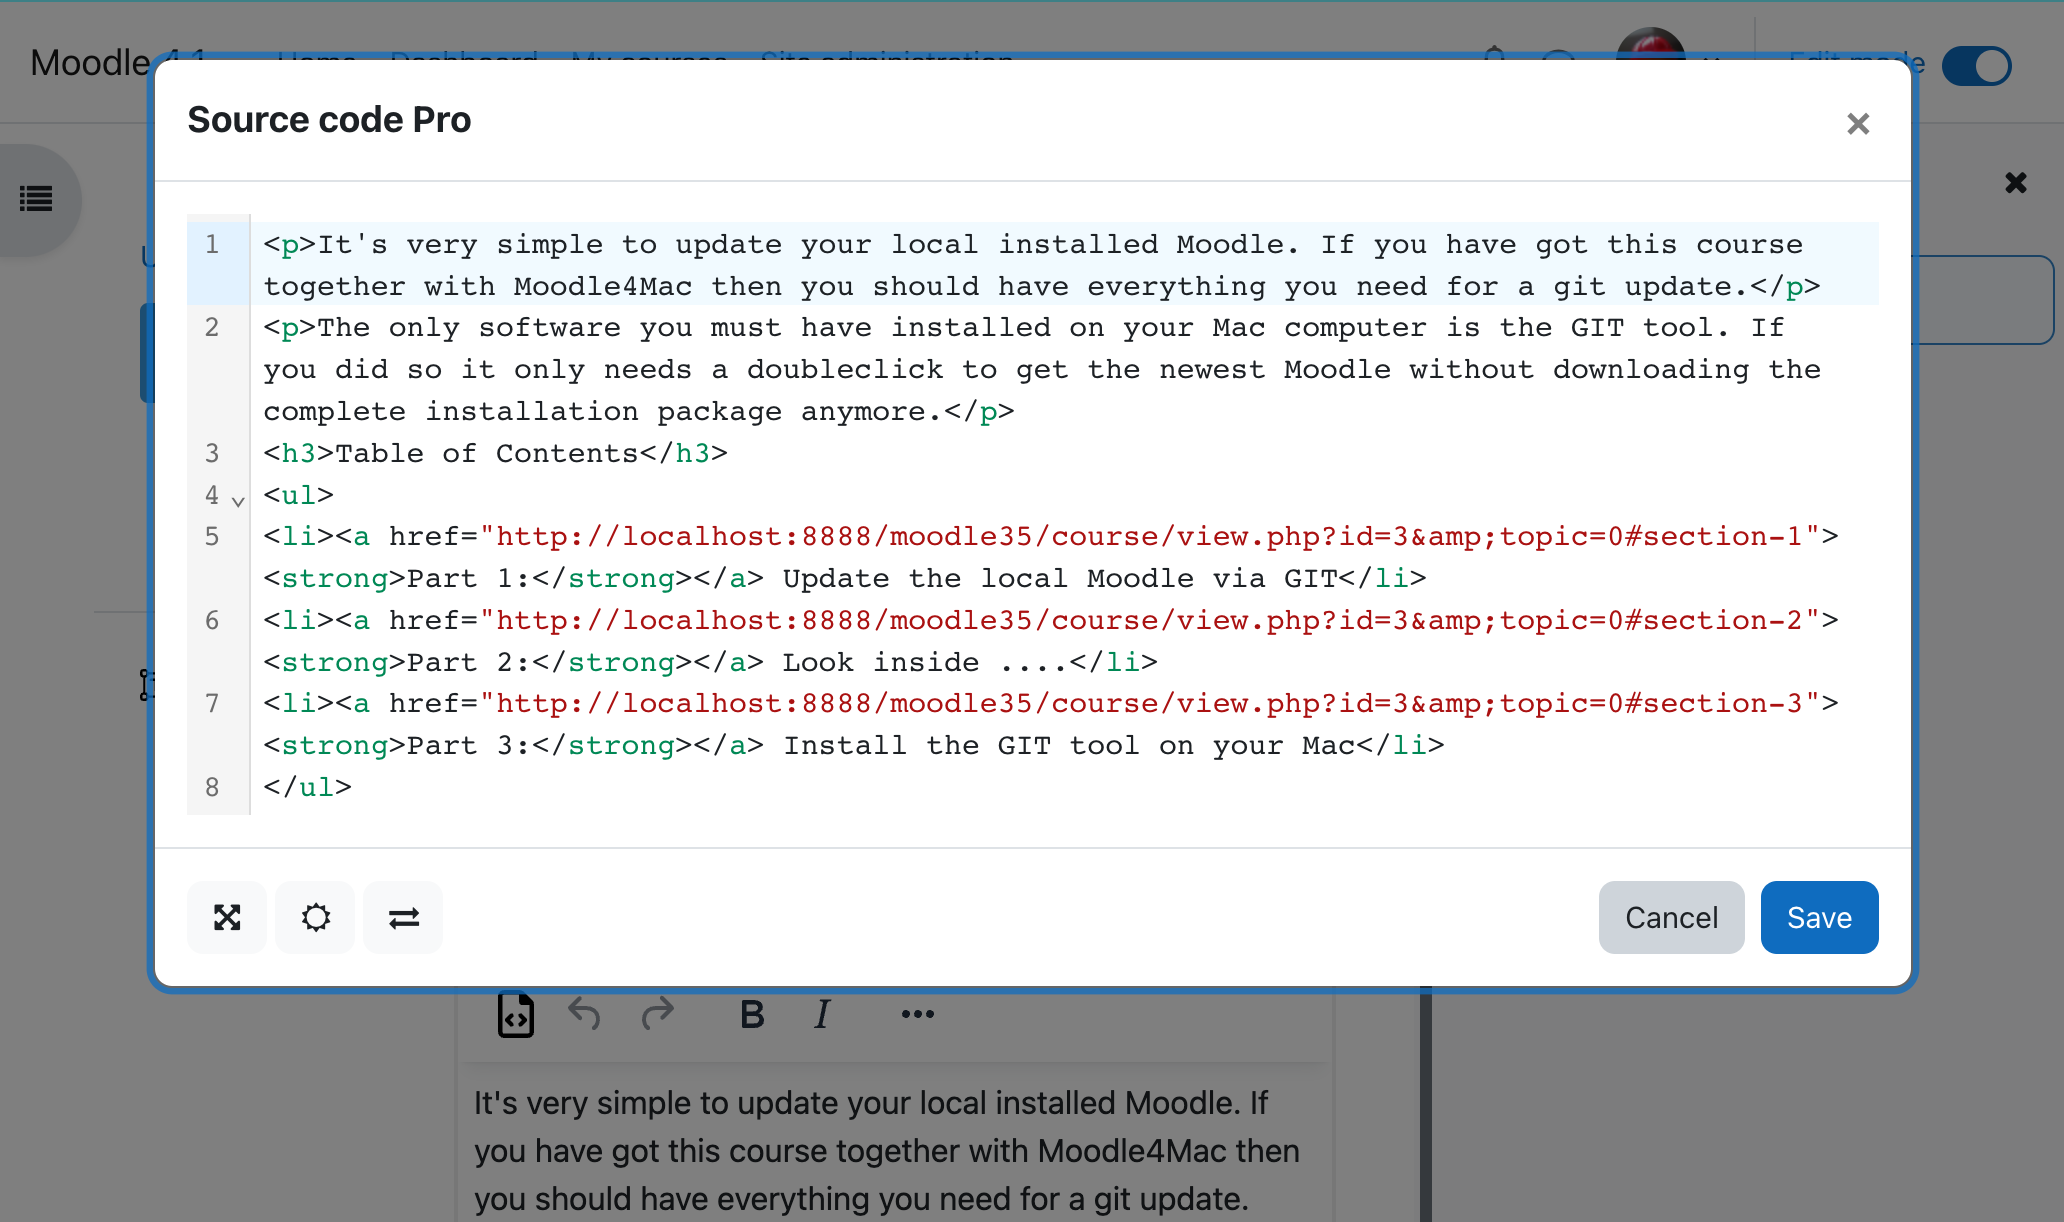 Moodle 4.1 Home Dashboard My courses Site administration Edit mode
Source code Pro
1 <p>It's very simple to update your local installed Moodle. If you have got this course
together with Moodle4Mac then you should have everything you need for a git update.</p>
2 <p>The only software you must have installed on your Mac computer is the GIT tool. If
you did so it only needs a doubleclick to get the newest Moodle without downloading the
complete installation package anymore.</p>
3 <h3>Table of Contents</h3>
4 <ul>
5 <li><a href="http://localhost:8888/moodle35/course/view.php?id=3&amp;topic=0#section-1">
<strong>Part 1:</strong></a> Update the local Moodle via GIT</li>
6 <li><a href="http://localhost:8888/moodle35/course/view.php?id=3&amp;topic=0#section-2">
<strong>Part 2:</strong></a> Look inside ....</li>
7 <li><a href="http://localhost:8888/moodle35/course/view.php?id=3&amp;topic=0#section-3">
<strong>Part 3:</strong></a> Install the GIT tool on your Mac</li>
8 </ul>
Cancel Save
B I
It's very simple to update your local installed Moodle. If
you have got this course together with Moodle4Mac then
you should have everything you need for a git update.